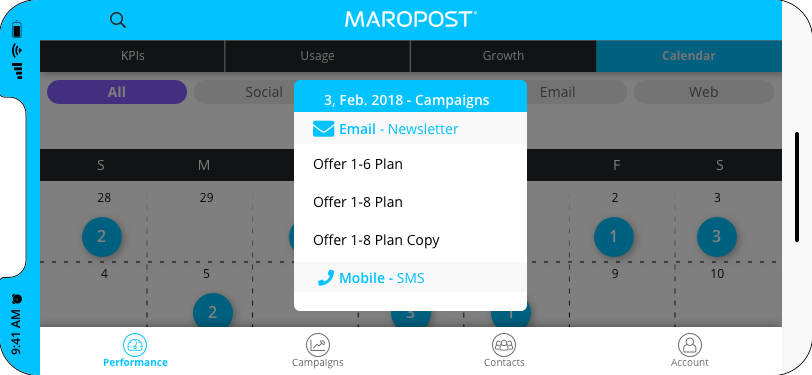 9:41 AM
MAROPOST
KPIs
Usage
Growth
Calendar
All
Social
Email
Web
3, Feb. 2018 - Campaigns
Email - Newsletter
Offer 1-6 Plan
Offer 1-8 Plan
Offer 1-8 Plan Copy
Mobile - SMS
S M F S
28 29 2 3
2 1 3
4 5 9 10
2 3 1
Performance
Campaigns
Contacts
Account